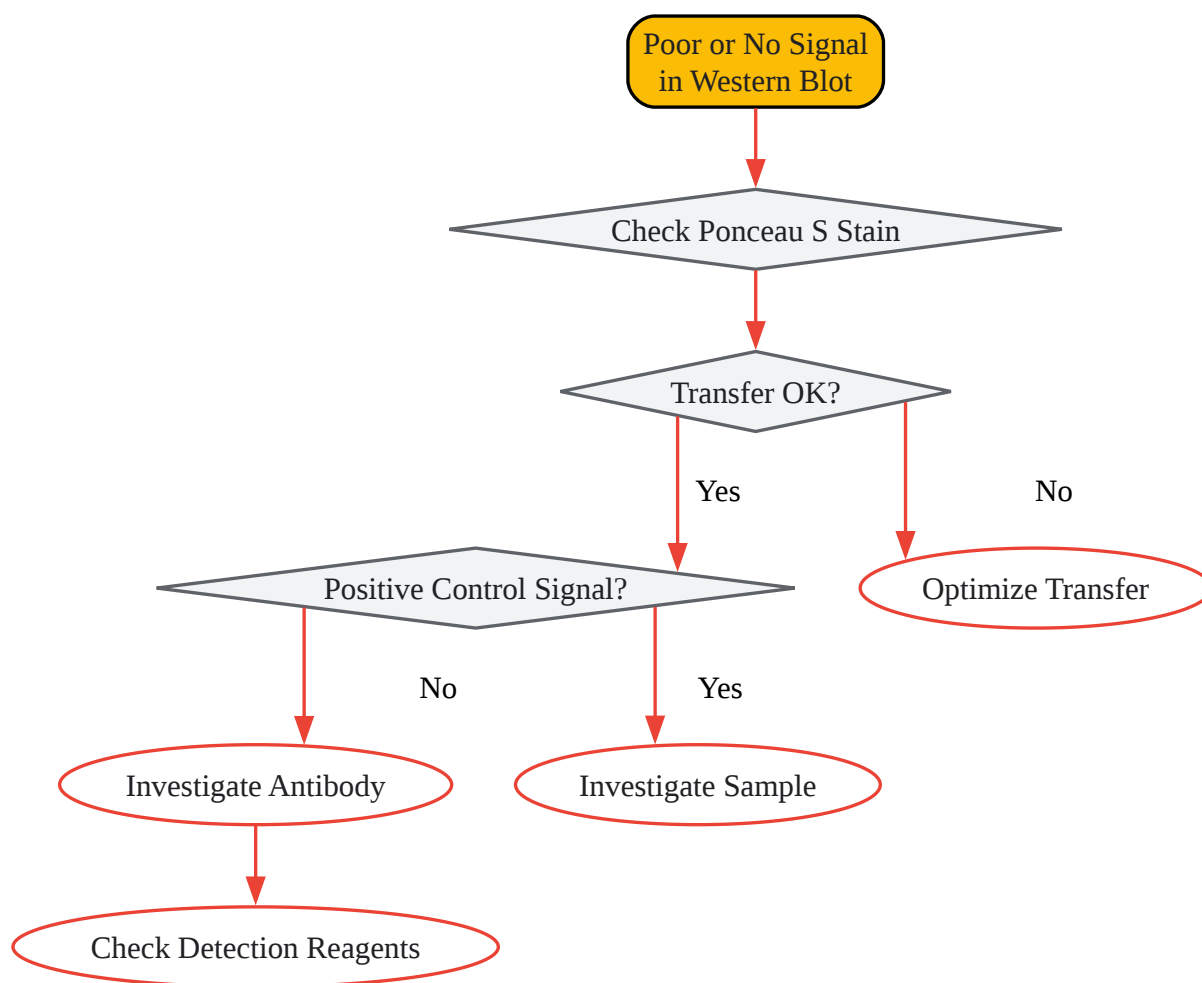 Poor or No Signal
in Western Blot
Check Ponceau S Stain
Transfer OK?
Yes
No
Positive Control Signal?
Optimize Transfer
No
Yes
Investigate Antibody
Investigate Sample
Check Detection Reagents